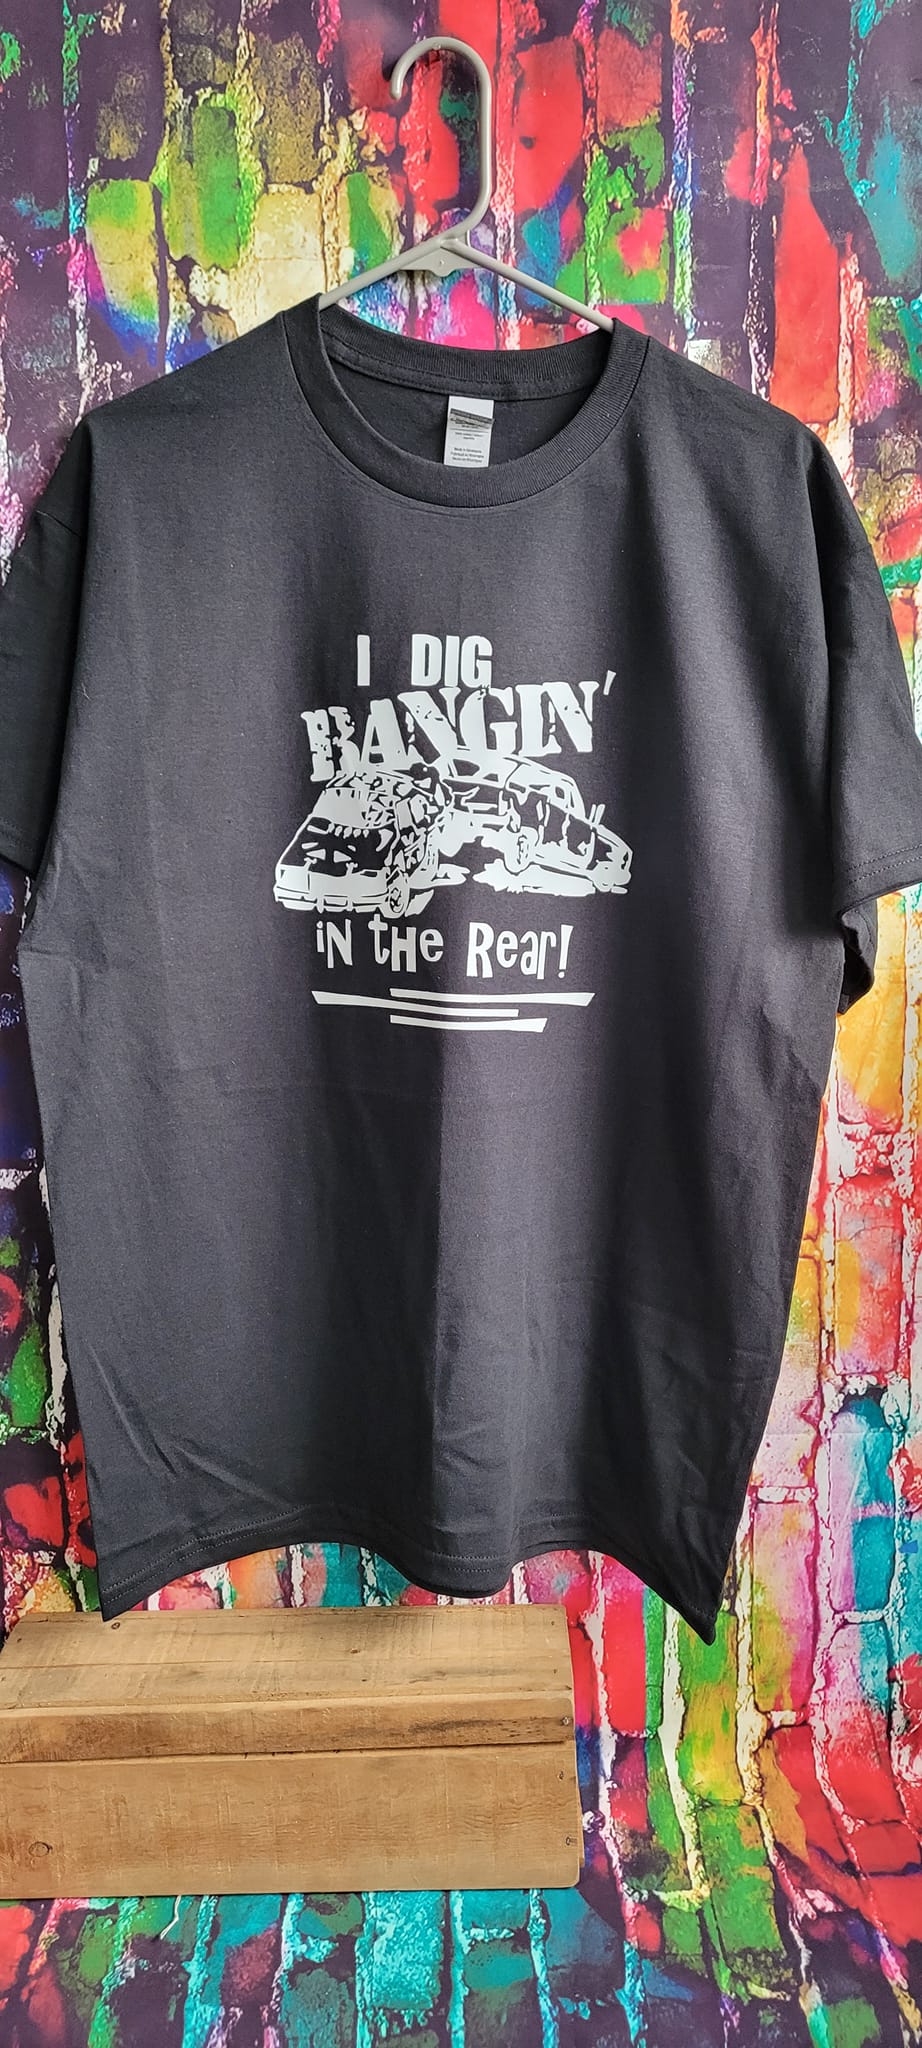 I DIG
BANGIN'
iN tHe Rear!